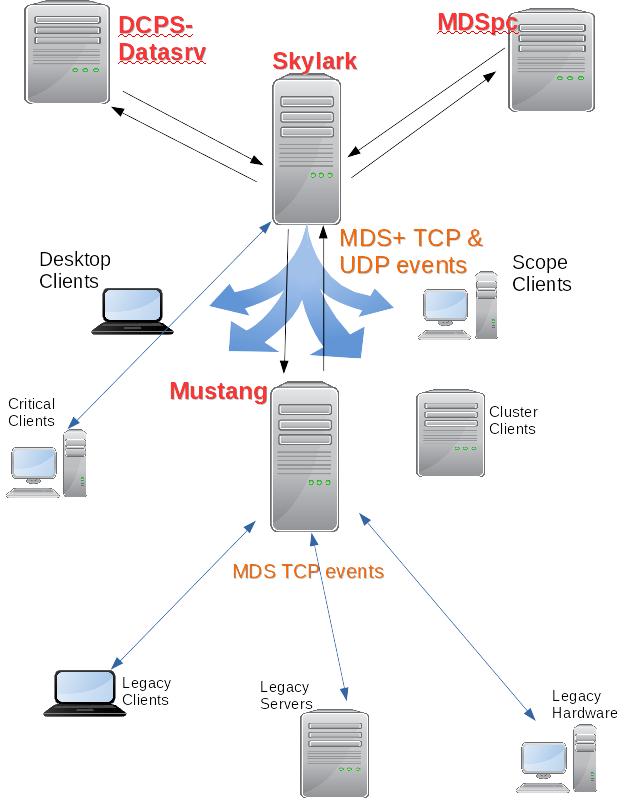 DCPS-
Datasrv
MDSpc
Skylark
MDS+ TCP &
UDP events
Desktop
Clients
Scope
Clients
Mustang
Critical
Clients
Cluster
Clients
MDS TCP events
Legacy
Clients
Legacy
Servers
Legacy
Hardware